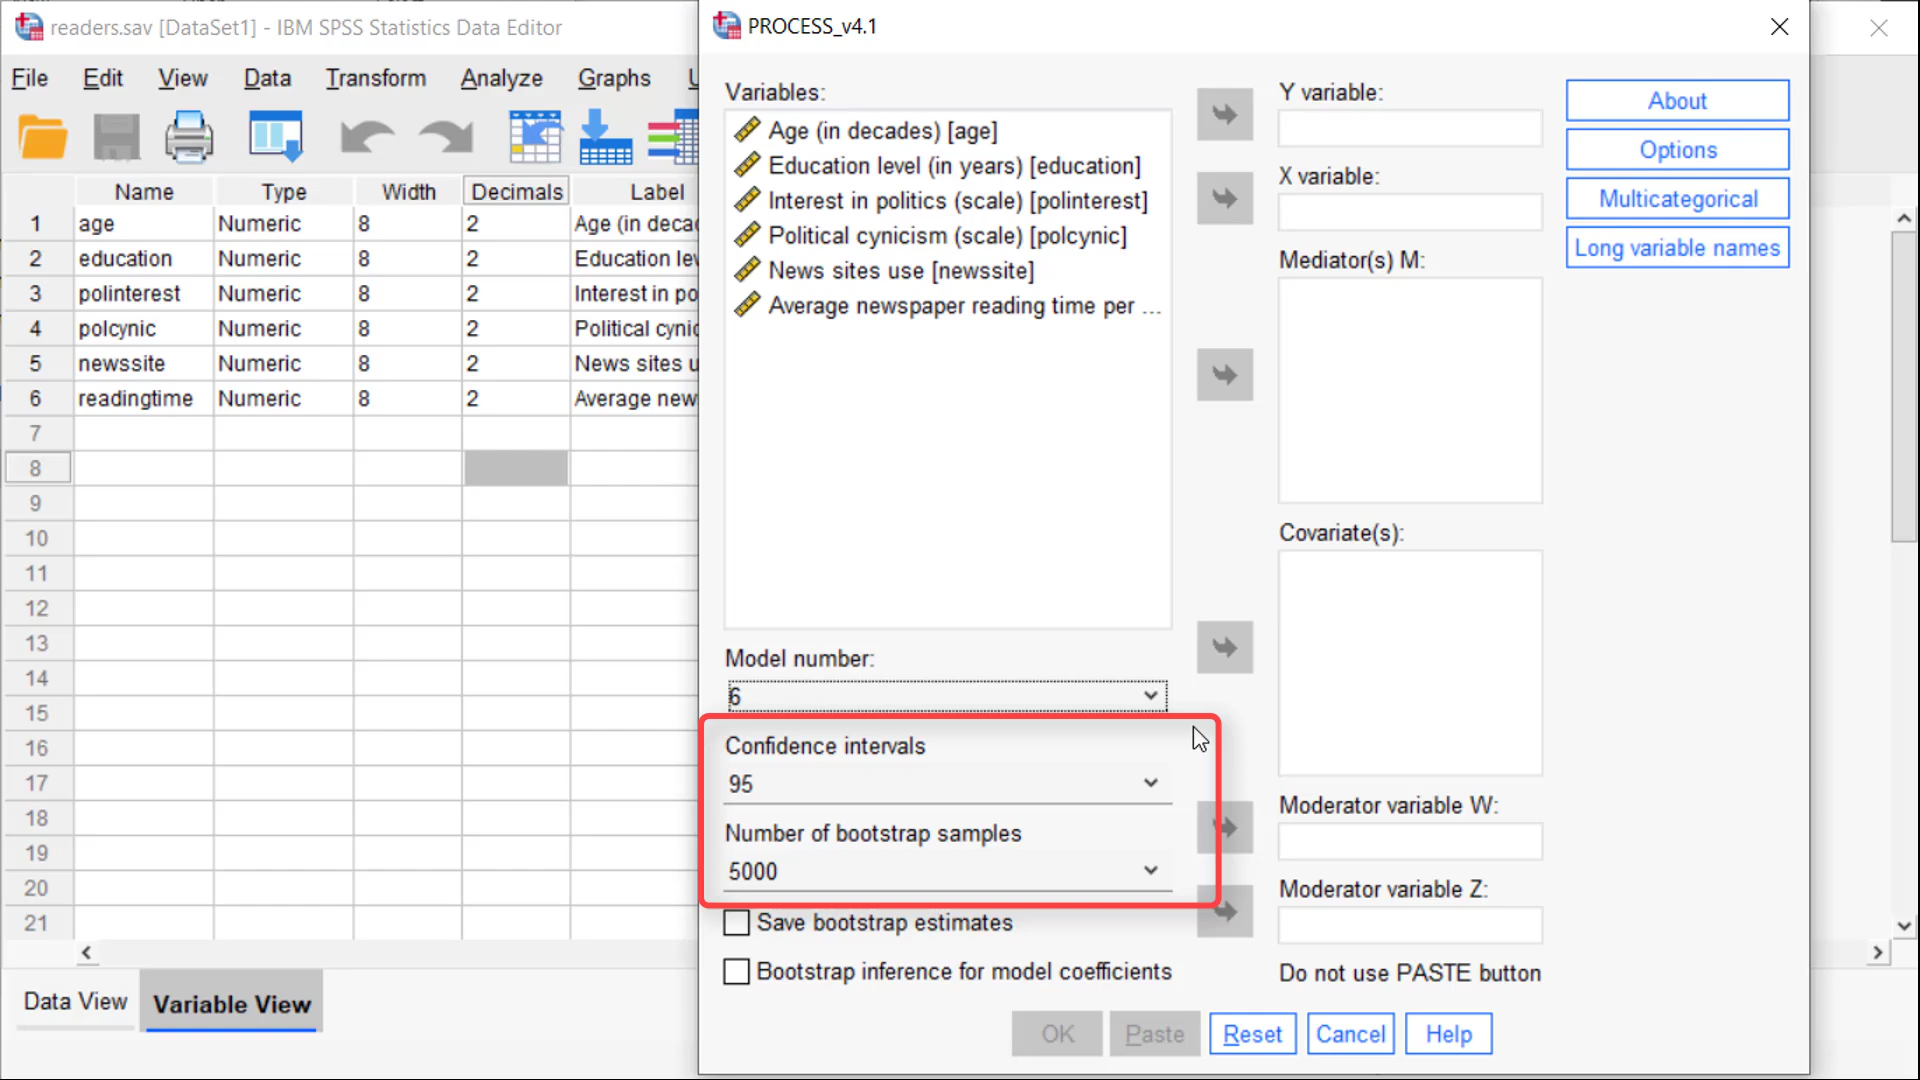 readers.sav [DataSet1] - IBM SPSS Statistics Data Editor
File Edit View Data Transform Analyze Graphs
Name Type Width Decimals Label
1 age Numeric 8 2 Age (in deca
2 education Numeric 8 2 Education lev
3 polinterest Numeric 8 2 Interest in po
4 polcynic Numeric 8 2 Political cynic
5 newssite Numeric 8 2 News sites u
6 readingtime Numeric 8 2 Average new
7
8
9
10
11
12
13
14
15
16
17
18
19
20
21
Data View Variable View
PROCESS_v4.1
Variables:
Age (in decades) [age]
Education level (in years) [education]
Interest in politics (scale) [polinterest]
Political cynicism (scale) [polcynic]
News sites use [newssite]
Average newspaper reading time per ...
Model number:
6
Confidence intervals
95
Number of bootstrap samples
5000
Save bootstrap estimates
Bootstrap inference for model coefficients
Y variable:
X variable:
Mediator(s) M:
Covariate(s):
Moderator variable W:
Moderator variable Z:
Do not use PASTE button
About
Options
Multicategorical
Long variable names
OK Paste Reset Cancel Help